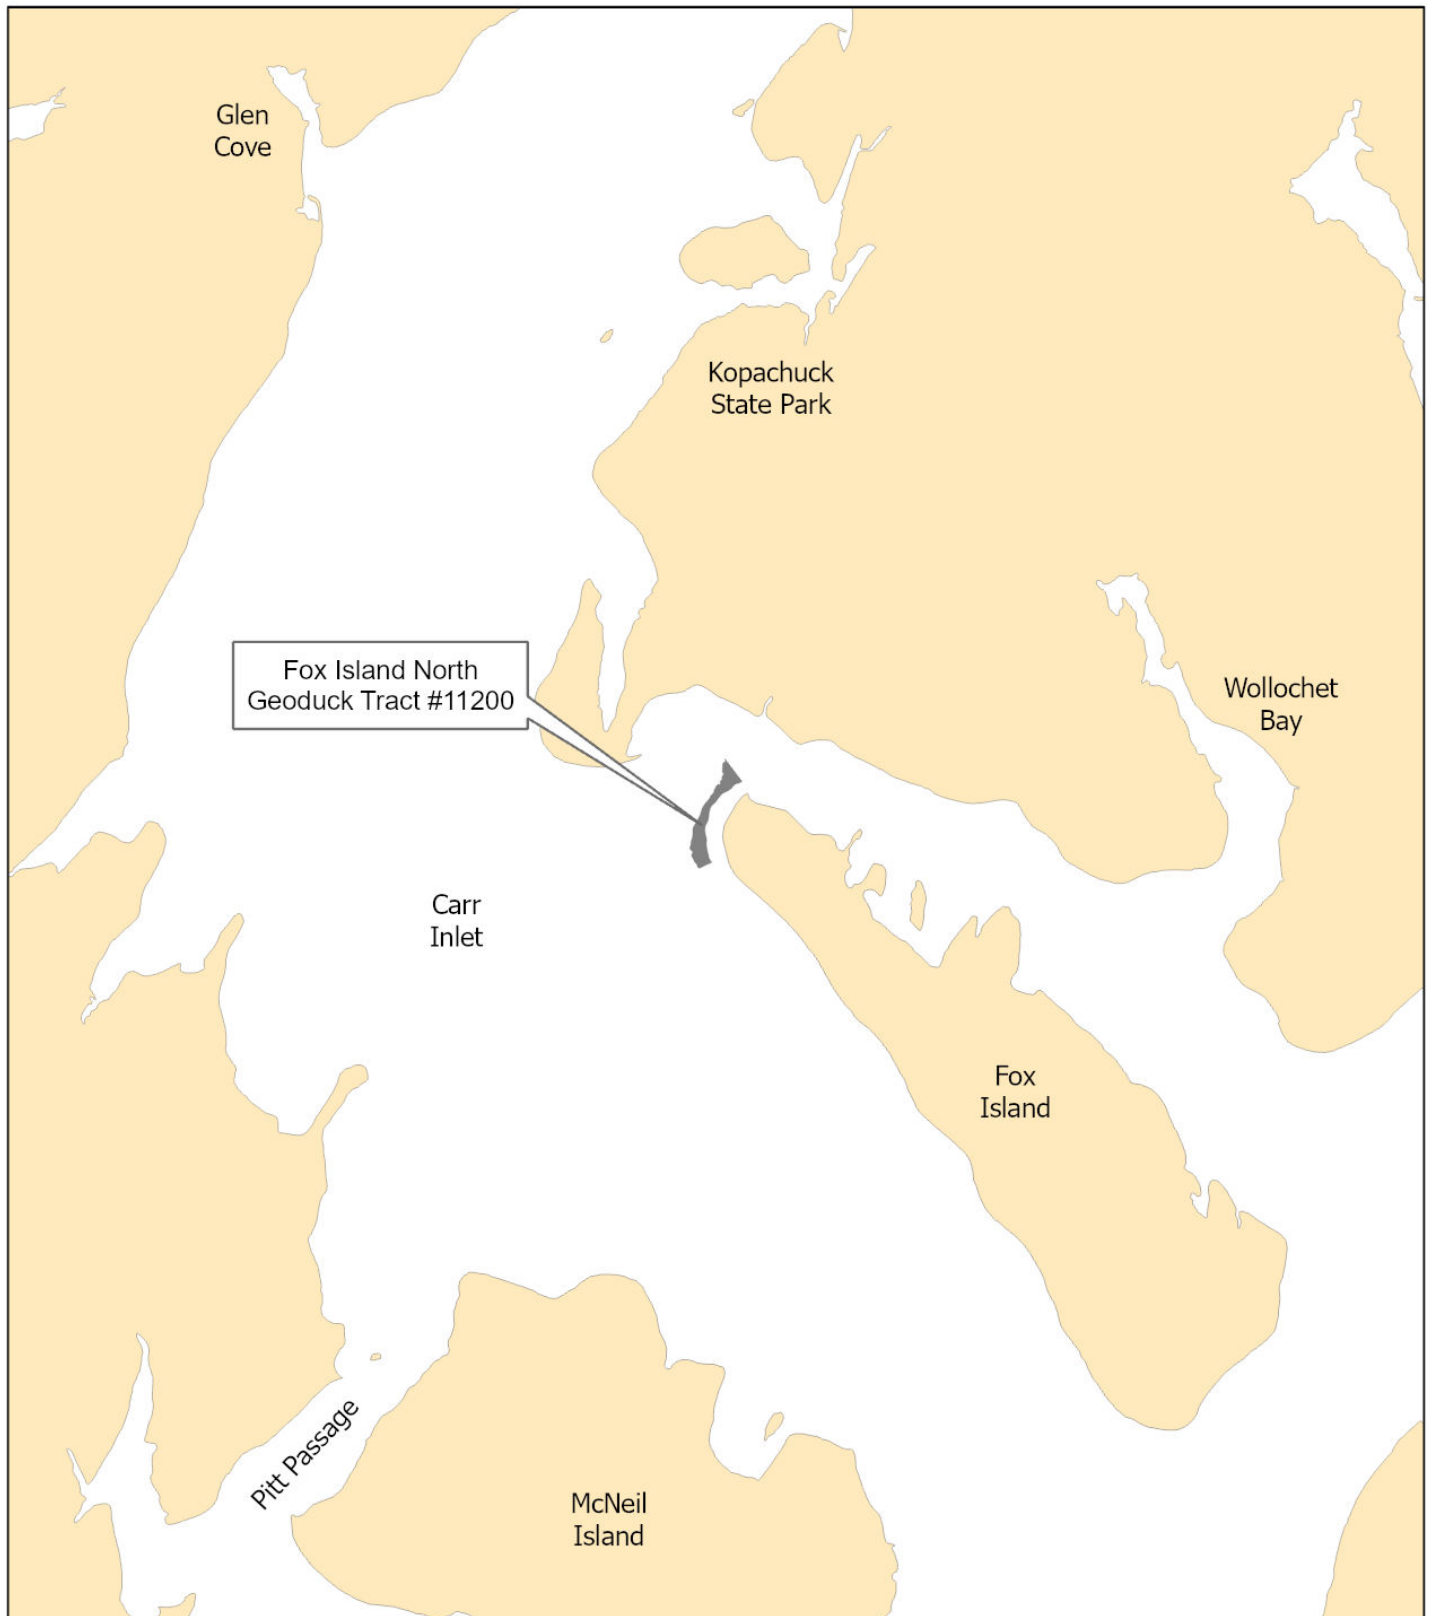 Glen
Cove
Kopachuck
State Park
Fox Island North
Geoduck Tract #11200
Wollochet
Bay
Carr
Inlet
Fox
Island
Pitt Passage
McNeil
Island